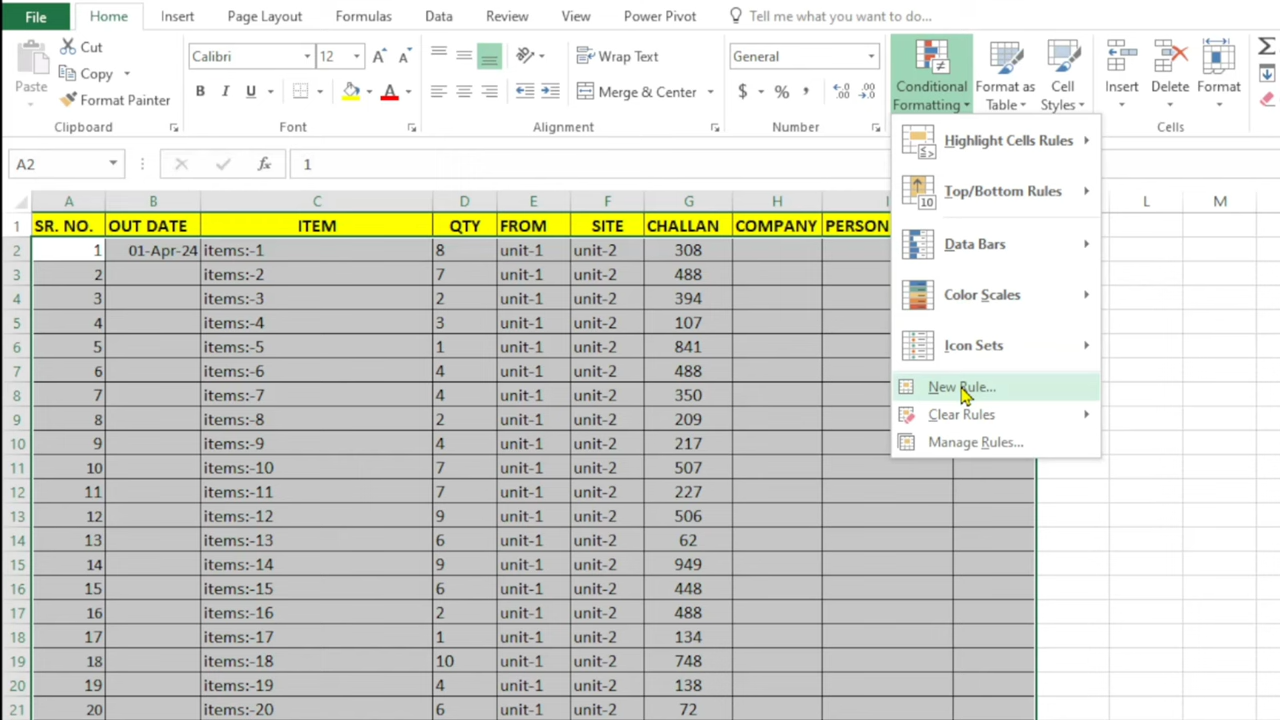 File Home Insert Page Layout Formulas Data Review View Power Pivot Tell me what you want to do...
Cut
Copy
Format Painter
Paste
Clipboard
Calibri 12
B I U
Font
Wrap Text
Merge & Center
Alignment
General
$ % ,
Number
Conditional Formatting
Format as Table
Cell Styles
Insert Delete Format
Cells
Highlight Cells Rules
Top/Bottom Rules
Data Bars
Color Scales
Icon Sets
New Rule...
Clear Rules
Manage Rules...
A2 fx 1
A B C D E F G H I L M
1 SR. NO. OUT DATE ITEM QTY FROM SITE CHALLAN COMPANY PERSON
2 1 01-Apr-24 items:-1 8 unit-1 unit-2 308
3 2 items:-2 7 unit-1 unit-2 488
4 3 items:-3 2 unit-1 unit-2 394
5 4 items:-4 3 unit-1 unit-2 107
6 5 items:-5 1 unit-1 unit-2 841
7 6 items:-6 4 unit-1 unit-2 488
8 7 items:-7 4 unit-1 unit-2 350
9 8 items:-8 2 unit-1 unit-2 209
10 9 items:-9 4 unit-1 unit-2 217
11 10 items:-10 7 unit-1 unit-2 507
12 11 items:-11 7 unit-1 unit-2 227
13 12 items:-12 9 unit-1 unit-2 506
14 13 items:-13 6 unit-1 unit-2 62
15 14 items:-14 9 unit-1 unit-2 949
16 15 items:-15 6 unit-1 unit-2 448
17 16 items:-16 2 unit-1 unit-2 488
18 17 items:-17 1 unit-1 unit-2 134
19 18 items:-18 10 unit-1 unit-2 748
20 19 items:-19 4 unit-1 unit-2 138
21 20 items:-20 6 unit-1 unit-2 72